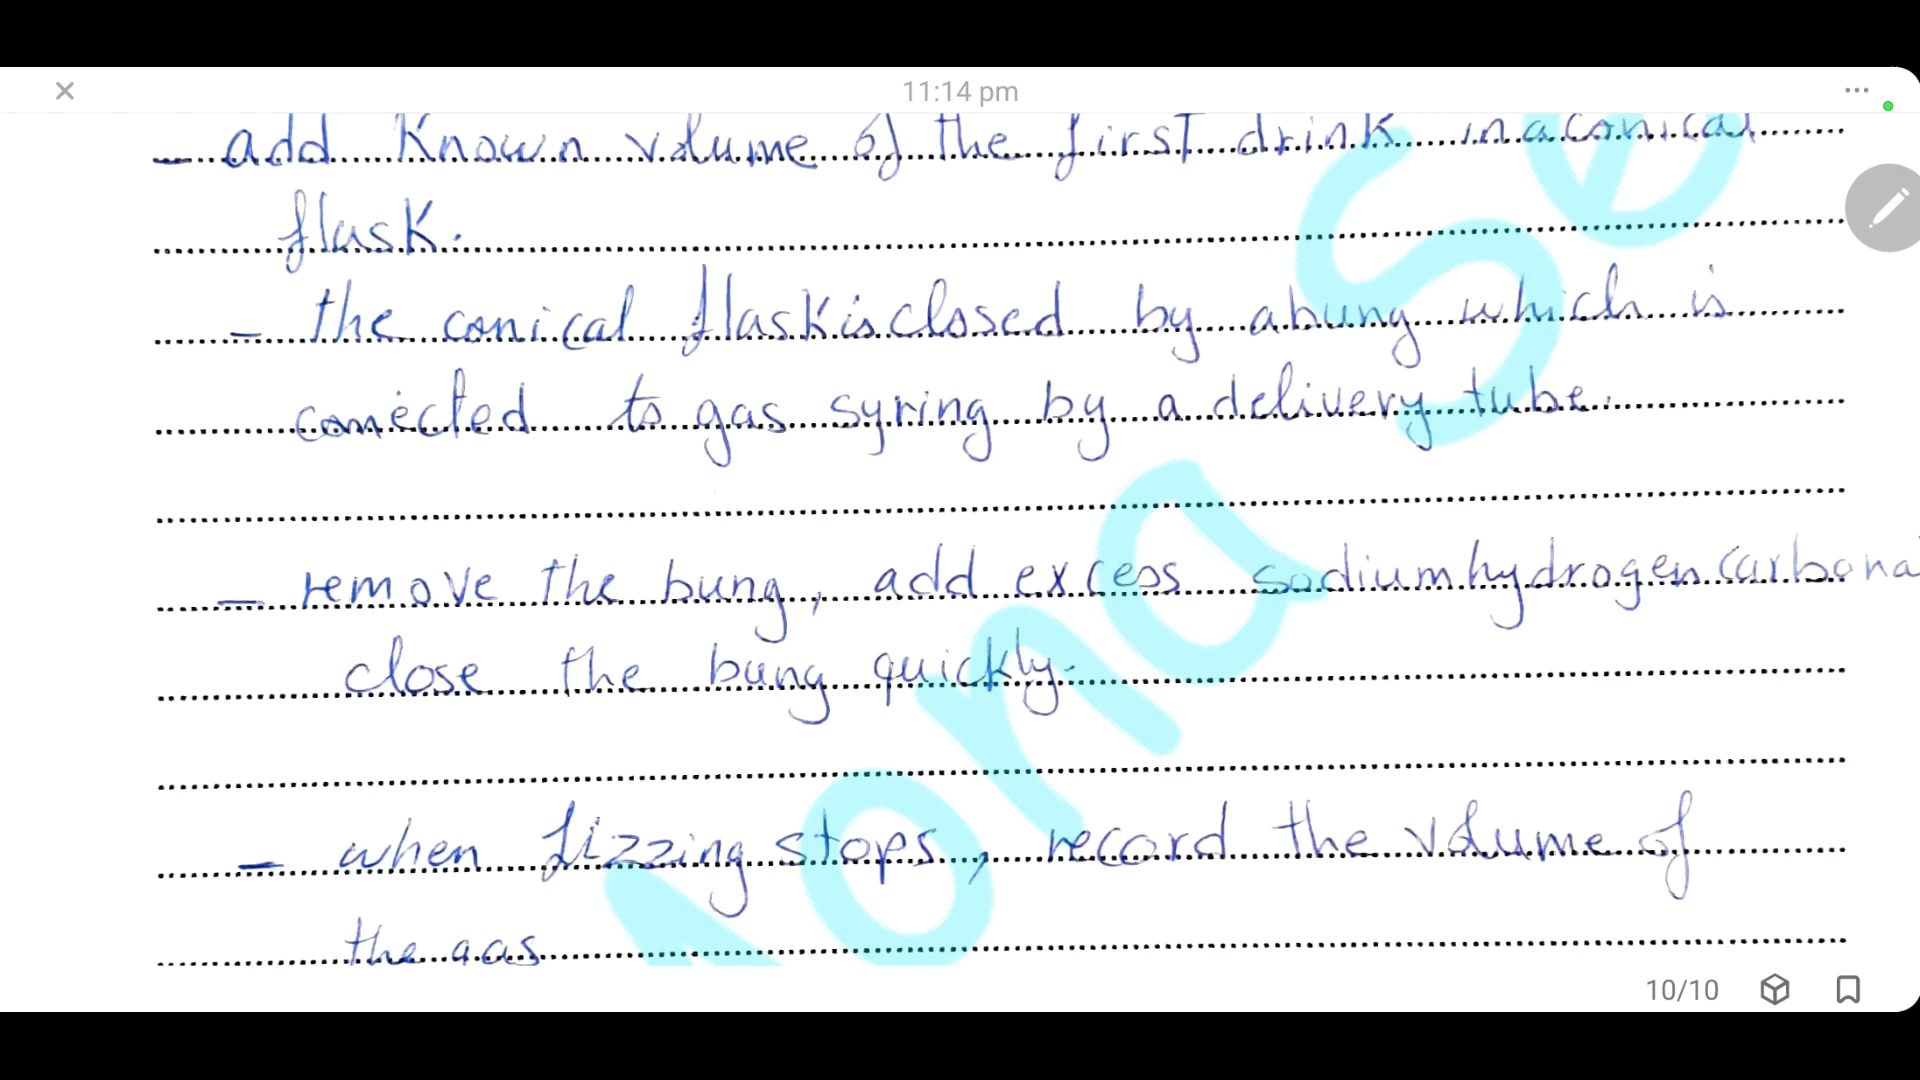 11:14 pm
- add Known volume of the first drink in a conical
flask.
- the conical flask is closed by a bung which is
connected to gas syring by a delivery tube.
- remove the bung, add excess sodium hydrogen carbona
close the bung quickly.
- when fizzing stops, record the volume of
the gas
10/10